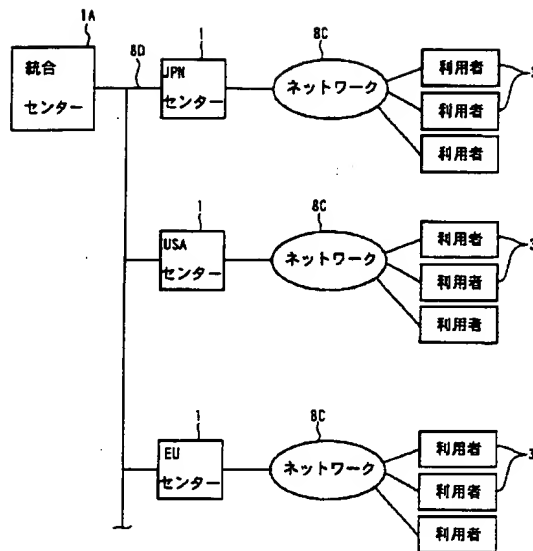 1A
統合
センター
8D
1
JPN
センター
8C
ネットワーク
利用者
利用者
利用者
3
1
USA
センター
8C
ネットワーク
利用者
利用者
利用者
3
1
EU
センター
8C
ネットワーク
利用者
利用者
利用者
3